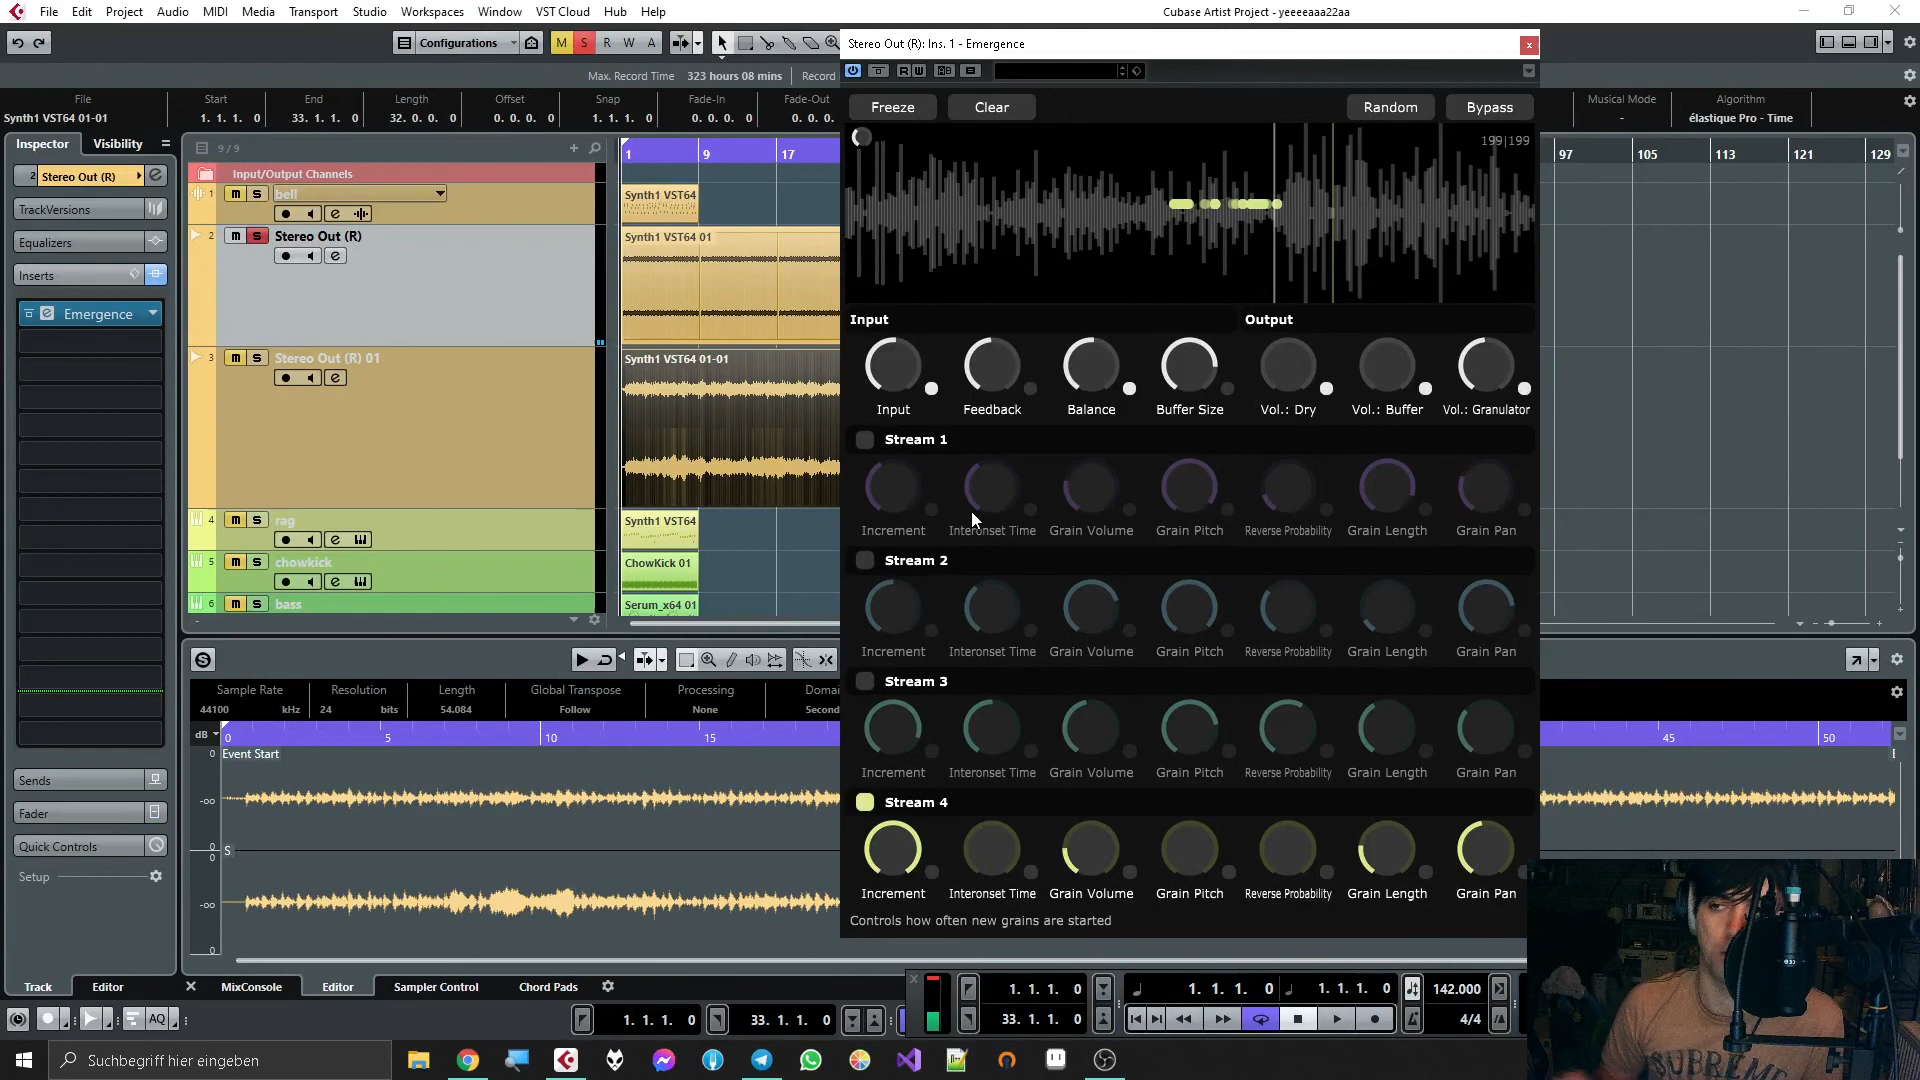 File Edit Project Audio MIDI Media Transport Studio Workspaces Window VST Cloud Hub Help
Cubase Artist Project - yeeeeaaa22aa
Configurations
M S R W A
Stereo Out (R): Ins. 1 - Emergence
x
Max. Record Time 323 hours 08 mins Record
File Start End Length Offset Snap Fade-In Fade-Out
Synth1 VST64 01-01 1. 1. 1. 0 33. 1. 1. 0 32. 0. 0. 0 0. 0. 0. 0 1. 1. 1. 0 0. 0. 0. 0 0. 0. 0. 0
Musical Mode Algorithm
- élastique Pro - Time
Inspector Visibility
9/9
1 9 17
97 105 113 121 129
2 Stereo Out (R)
TrackVersions
Equalizers
Inserts
Emergence
Sends
Fader
Quick Controls
Setup
Input/Output Channels
1 m S bell
Synth1 VST64
2 m S Stereo Out (R)
Synth1 VST64 01
3 m S Stereo Out (R) 01
Synth1 VST64 01-01
4 m S rag
Synth1 VST64
5 m S chowkick
ChowKick 01
6 m S bass
Serum_x64 01
R W
Freeze Clear Random Bypass
199|199
Input Output
Input Feedback Balance Buffer Size Vol.: Dry Vol.: Buffer Vol.: Granulator
Stream 1
Increment Interonset Time Grain Volume Grain Pitch Reverse Probability Grain Length Grain Pan
Stream 2
Increment Interonset Time Grain Volume Grain Pitch Reverse Probability Grain Length Grain Pan
Stream 3
Increment Interonset Time Grain Volume Grain Pitch Reverse Probability Grain Length Grain Pan
Stream 4
Increment Interonset Time Grain Volume Grain Pitch Reverse Probability Grain Length Grain Pan
Controls how often new grains are started
S
Sample Rate Resolution Length Global Transpose Processing Domai
44100 kHz 24 bits 54.084 Follow None Second
dB
0 5 10 15
45 50
Event Start
0
-oo
0
0
-oo
0
S
Track Editor
MixConsole Editor Sampler Control Chord Pads
AQ
1. 1. 1. 0 33. 1. 1. 0
1. 1. 1. 0
33. 1. 1. 0
1. 1. 1. 0 1. 1. 1. 0
142.000
4/4
Suchbegriff hier eingeben
SUPREME